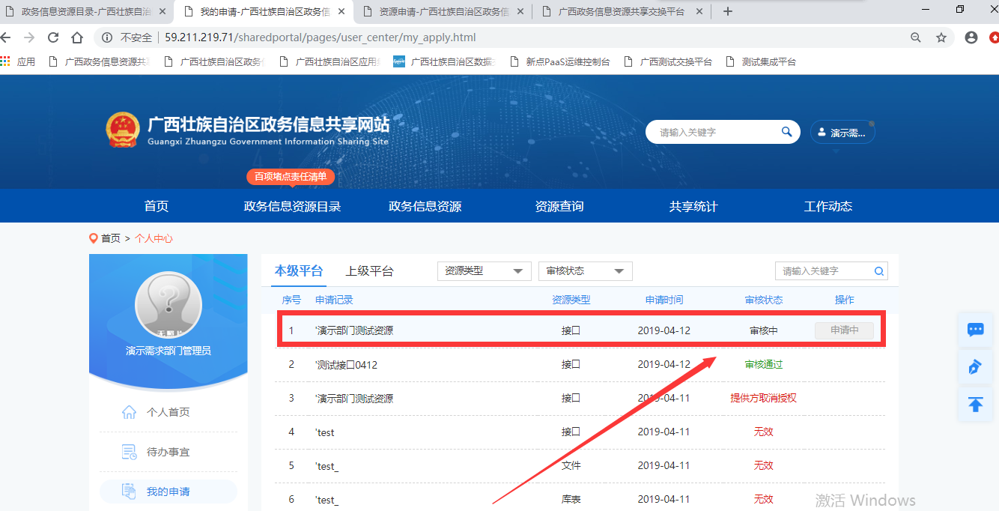 政务信息资源目录-广西壮族自治
我的申请-广西壮族自治区政务信
资源申请-广西壮族自治区政务信
广西政务信息资源共享交换平台
不安全 59.211.219.71/sharedportal/pages/user_center/my_apply.html
应用 广西政务信息资源共享 广西壮族自治区政务信 广西壮族自治区应用 广西壮族自治区数据 新点PaaS运维控制台 广西测试交换平台 测试集成平台
广西壮族自治区政务信息共享网站
Guangxi Zhuangzu Government Information Sharing Site
请输入关键字
演示需...
百项堵点责任清单
首页 政务信息资源目录 政务信息资源 资源查询 共享统计 工作动态
首页 > 个人中心
演示需求部门管理员
个人首页
待办事宜
我的申请
本级平台 上级平台 资源类型 审核状态 请输入关键字
序号 申请记录 资源类型 申请时间 审核状态 操作
1 '演示部门测试资源 接口 2019-04-12 审核中 申请中
2 '测试接口0412 接口 2019-04-12 审核通过
3 '演示部门测试资源 接口 2019-04-11 提供方取消授权
4 'test 接口 2019-04-11 无效
5 'test_ 文件 2019-04-11 无效
6 'test_ 库表 2019-04-11 无效
激活 Windows